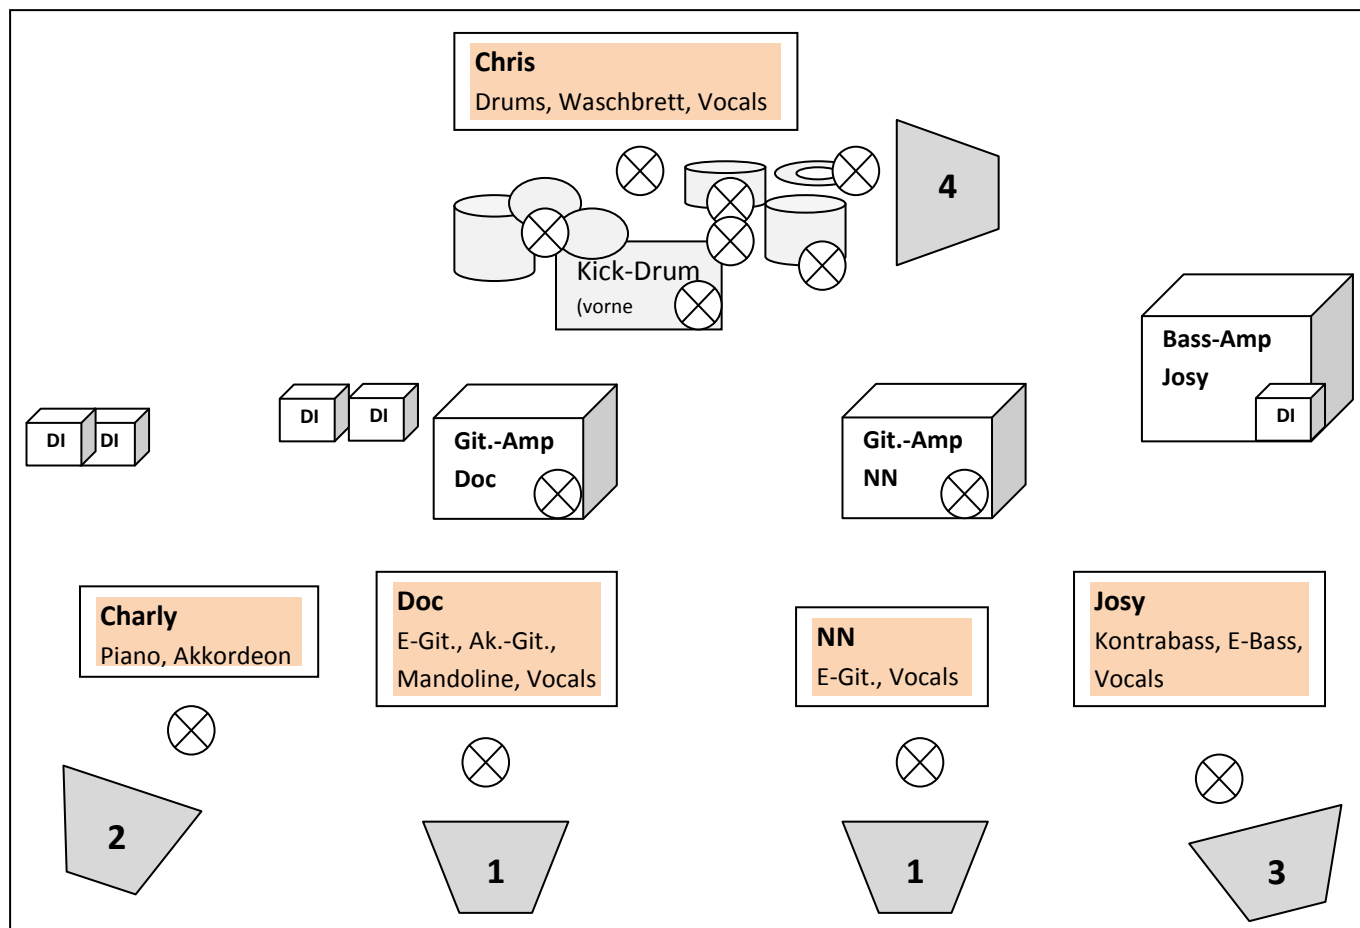 Chris
Drums, Waschbrett, Vocals
4
Kick-Drum
(vorne
Bass-Amp
Josy
DI
DI
DI
DI
DI
Git.-Amp
Doc
Git.-Amp
NN
Charly
Piano, Akkordeon
Doc
E-Git., Ak.-Git.,
Mandoline, Vocals
NN
E-Git., Vocals
Josy
Kontrabass, E-Bass,
Vocals
2
1
1
3